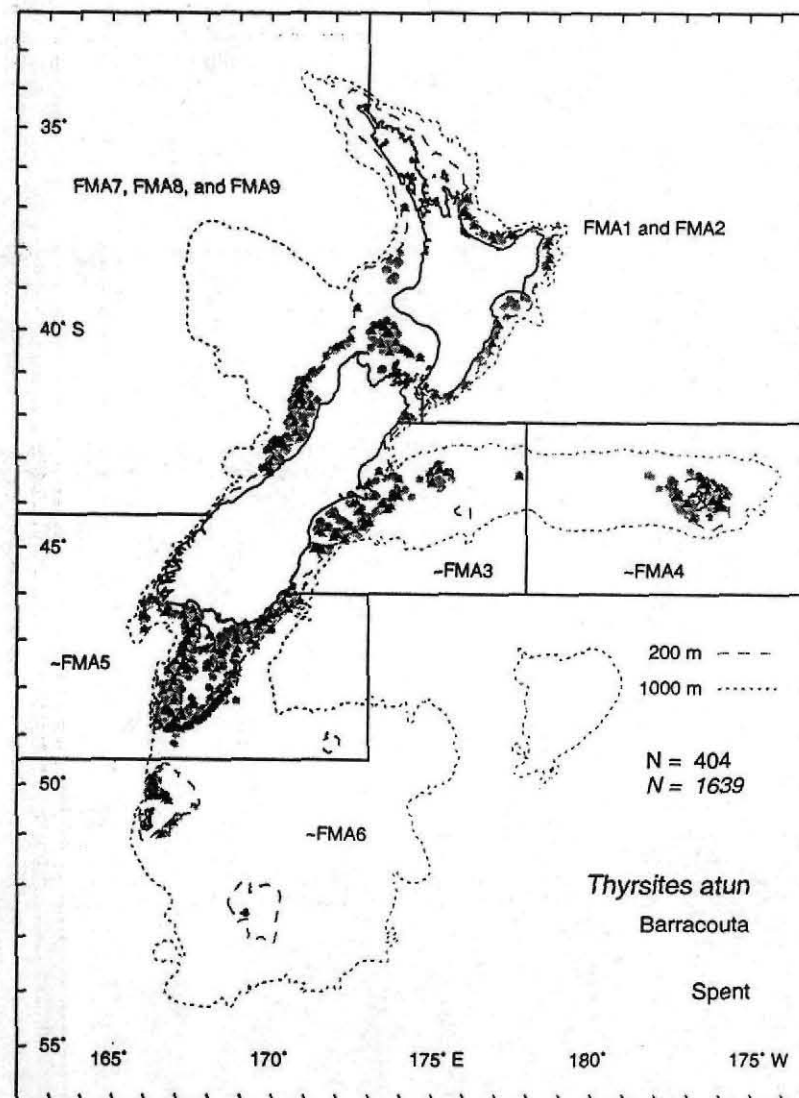 35°
FMA7, FMA8, and FMA9
FMA1 and FMA2
40° S
45°
~FMA3
~FMA4
~FMA5
200 m
1000 m
N = 404
N = 1639
50°
~FMA6
Thyrsites atun
Barracouta
Spent
55°
165°
170°
175° E
180°
175° W